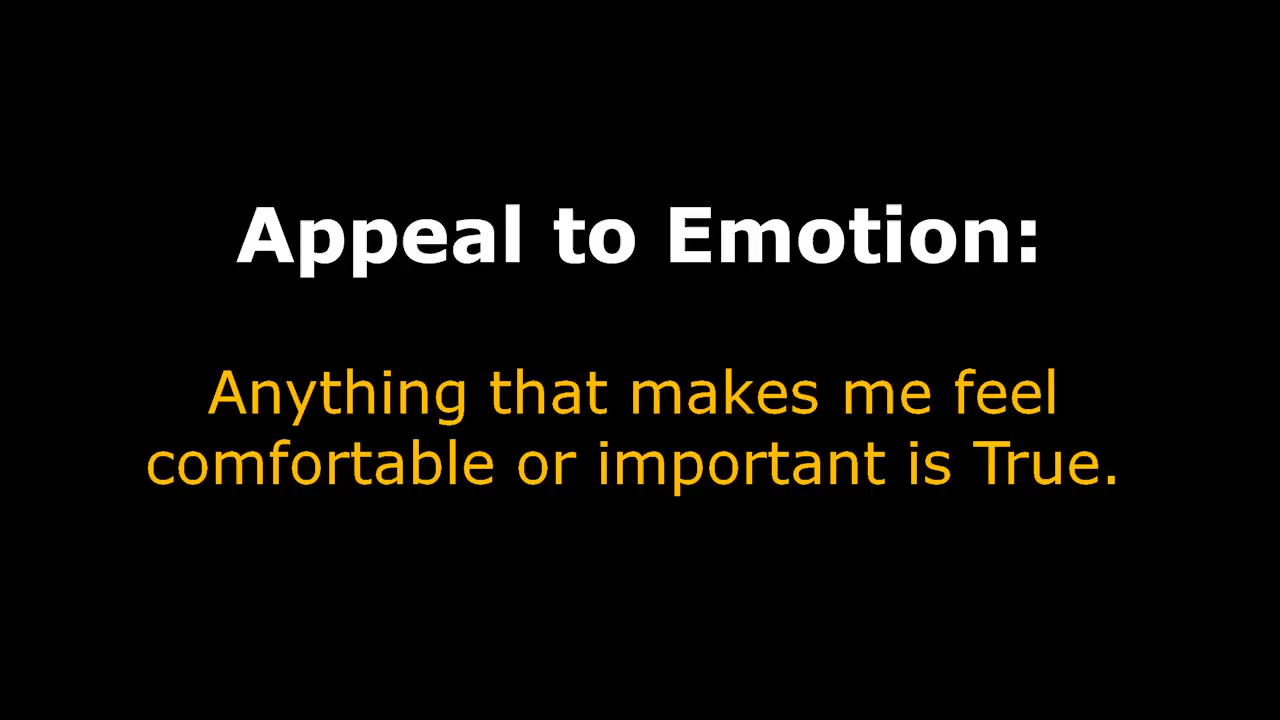 Appeal to Emotion:
Anything that makes me feel
comfortable or important is True.